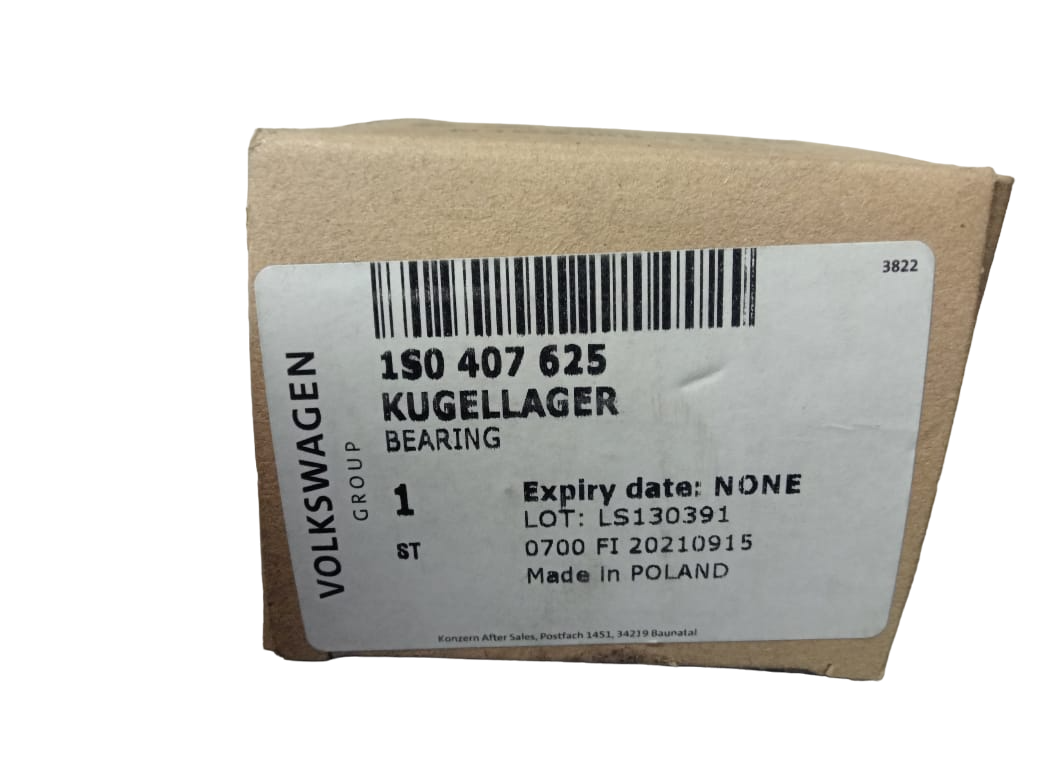 3822
1S0 407 625
KUGELLAGER
BEARING
VOLKSWAGEN
GROUP
1
ST
Expiry date: NONE
LOT: LS130391
0700 FI 20210915
Made in POLAND
Konzern After Sales, Postfach 1451, 34219 Baunatal